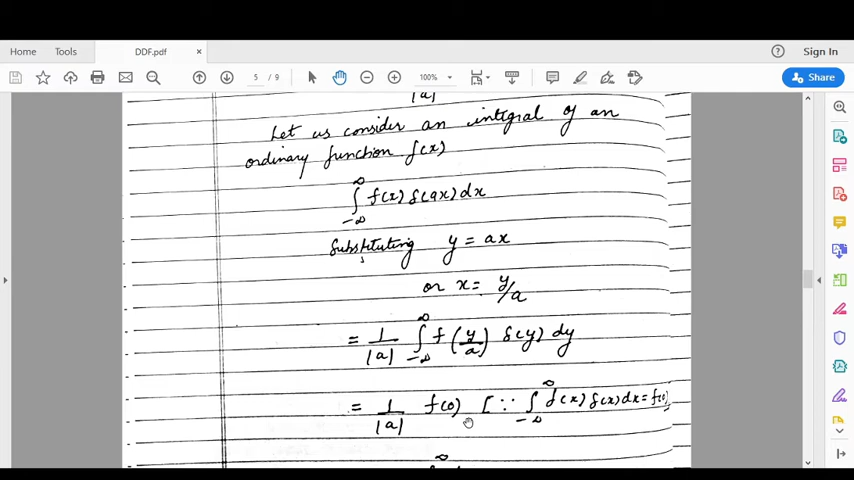 Home Tools DDF.pdf × Sign In
5 / 9 100% Share
|a|
Let us consider an integral of an
ordinary function f(x)
∫_{-∞}^{∞} f(x) δ(ax) dx
Substituting y = ax
or x = y/a
= 1/|a| ∫_{-∞}^{∞} f(y/a) δ(y) dy
= 1/|a| f(0) [∵ ∫_{-∞}^{∞} f(x) δ(x) dx = f(0)]
∞